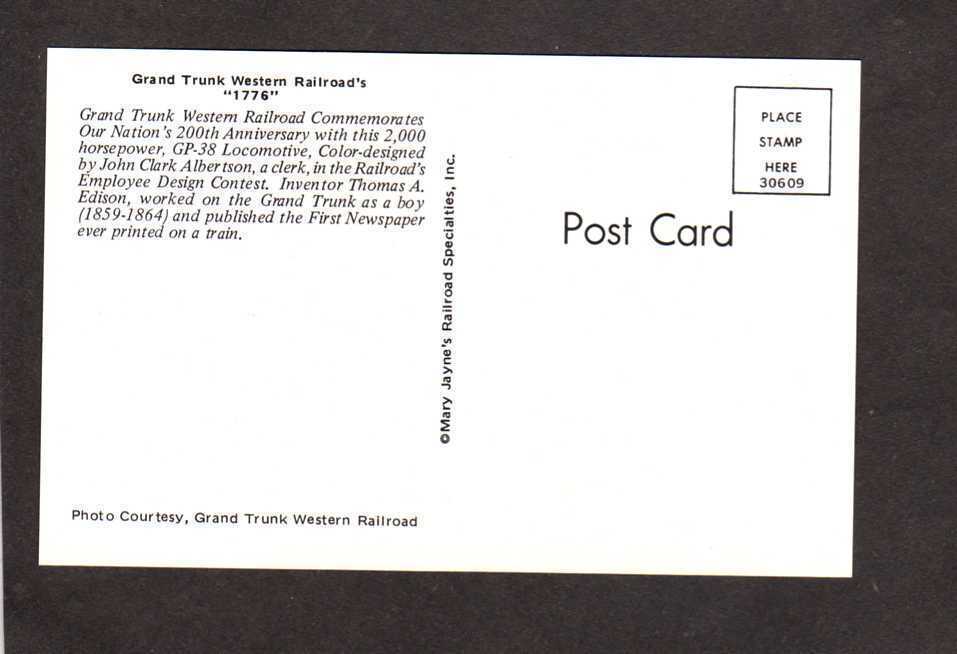 Grand Trunk Western Railroad's
"1776"
Grand Trunk Western Railroad Commemorates
Our Nation's 200th Anniversary with this 2,000
horsepower, GP-38 Locomotive, Color-designed
by John Clark Albertson, a clerk, in the Railroad's
Employee Design Contest. Inventor Thomas A.
Edison, worked on the Grand Trunk as a boy
(1859-1864) and published the First Newspaper
ever printed on a train.
Photo Courtesy, Grand Trunk Western Railroad
©Mary Jayne's Railroad Specialties, Inc.
Post Card
PLACE
STAMP
HERE
30609